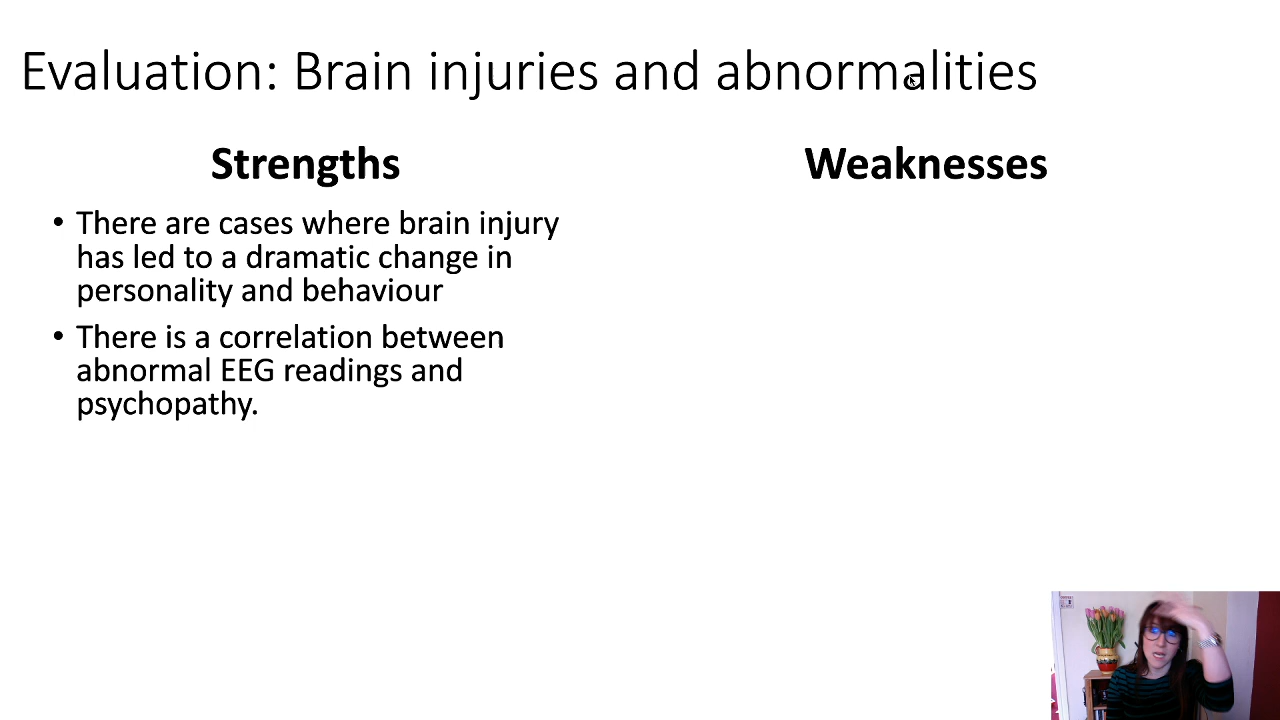 Evaluation: Brain injuries and abnormalities
Strengths
• There are cases where brain injury
has led to a dramatic change in
personality and behaviour
• There is a correlation between
abnormal EEG readings and
psychopathy.
Weaknesses